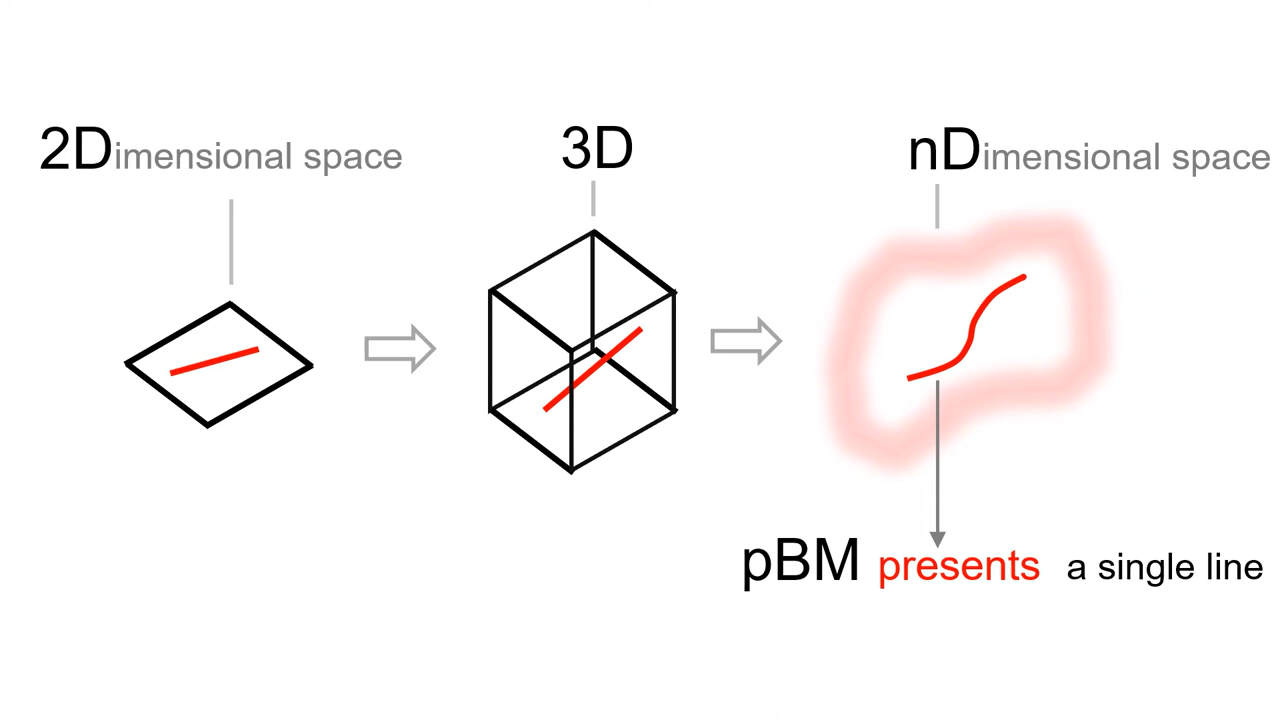 2Dimensional space
3D
nDimensional space
pBM presents a single line